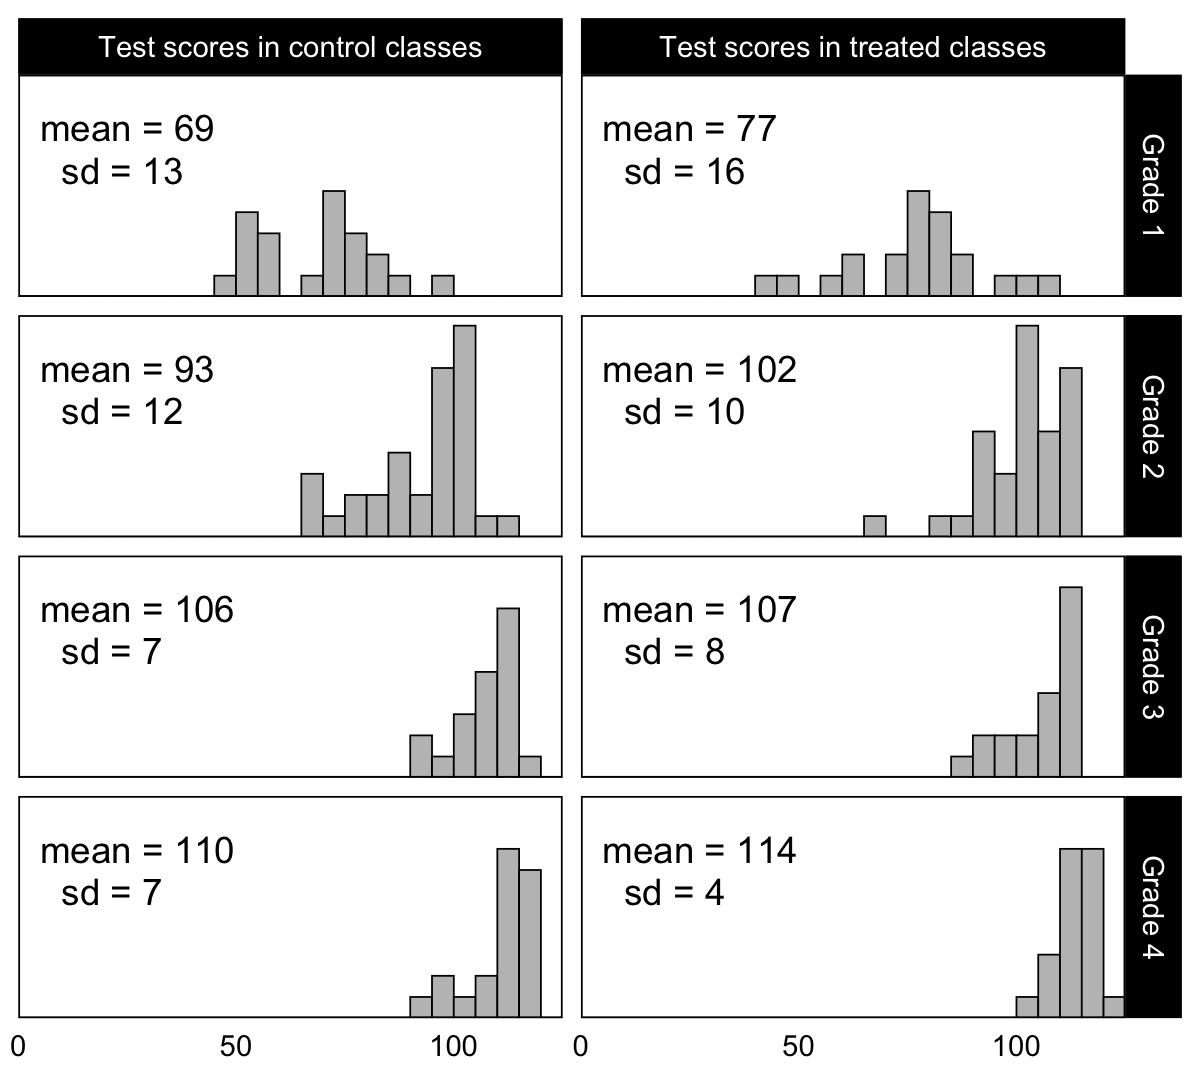 Test scores in control classes
Test scores in treated classes
mean = 69
sd = 13
mean = 77
sd = 16
Grade 1
mean = 93
sd = 12
mean = 102
sd = 10
Grade 2
mean = 106
sd = 7
mean = 107
sd = 8
Grade 3
mean = 110
sd = 7
mean = 114
sd = 4
Grade 4
0 50 100
0 50 100